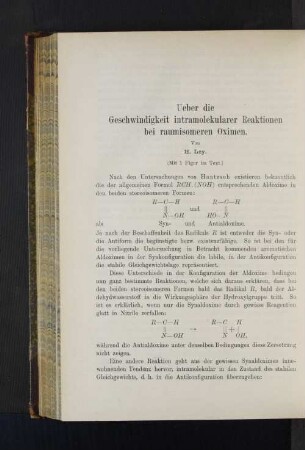 Ueber die
Geschwindigkeit intramolekularer Reaktionen
bei raumisomeren Oximen.
Von
H. Ley.
(Mit 1 Figur im Text.)
Nach den Untersuchungen von Hantzsch existieren bekanntlich
die der allgemeinen Formel RCH.(NOH) entsprechenden Aldoxime in
den beiden stereoisomeren Formen:
R—C—H R—C—H
N—OH und HO—N
als Syn- und Antialdoxime.
Je nach der Beschaffenheit des Radikals R ist entweder die Syn- oder
die Antiform die begünstigte bezw. existenzfähige. So ist bei den für
die vorliegende Untersuchung in Betracht kommenden aromatischen
Aldoximen in der Synkonfiguration die labile, in der Antikonfiguration
die stabile Gleichgewichtslage repräsentiert.
Diese Unterschiede in der Konfiguration der Aldoxime bedingen
nun ganz bestimmte Reaktionen, welche sich daraus erklären, dass bei
den beiden stereoisomeren Formen bald das Radikal R, bald der Al-
dehydwasserstoff in die Wirkungssphäre der Hydroxylgruppe tritt. So
ist es erklärlich, wenn nur die Synaldoxime durch gewisse Reagentien
glatt in Nitrile zerfallen:
R—C—H R—C H
→ +
N—OH N OH,
während die Antialdoxime unter denselben Bedingungen diese Zersetzung
nicht zeigen.
Eine andere Reaktion geht aus der gewissen Synaldoximen inne-
wohnenden Tendenz hervor, intramolekular in den Zustand des stabilen
Gleichgewichts, d. h. in die Antikonfiguration überzugehen: